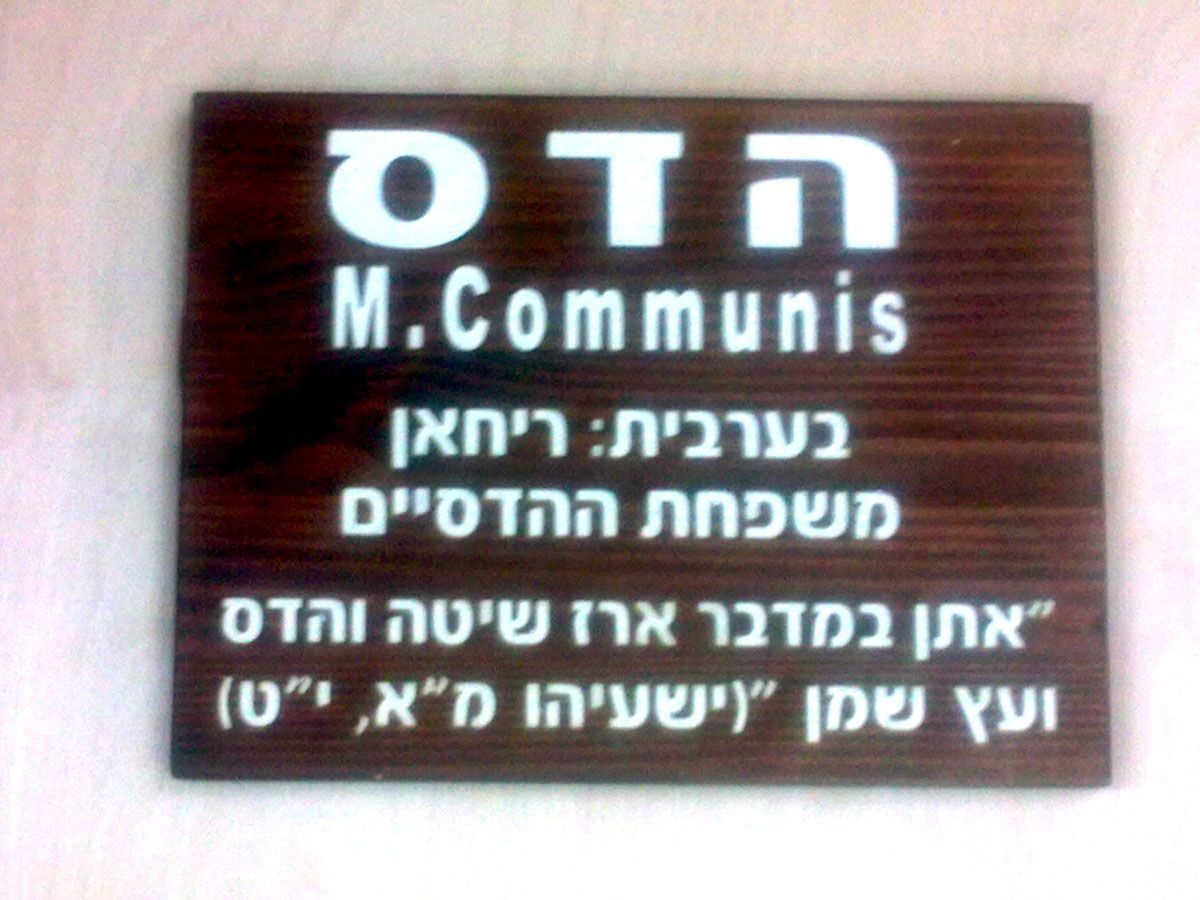 הדס
M.Communis
בערבית: ריחאן
משפחת ההדסיים
"אתן במדבר ארז שיטה והדס
ועץ שמן "(ישעיהו מ"א, י"ט)